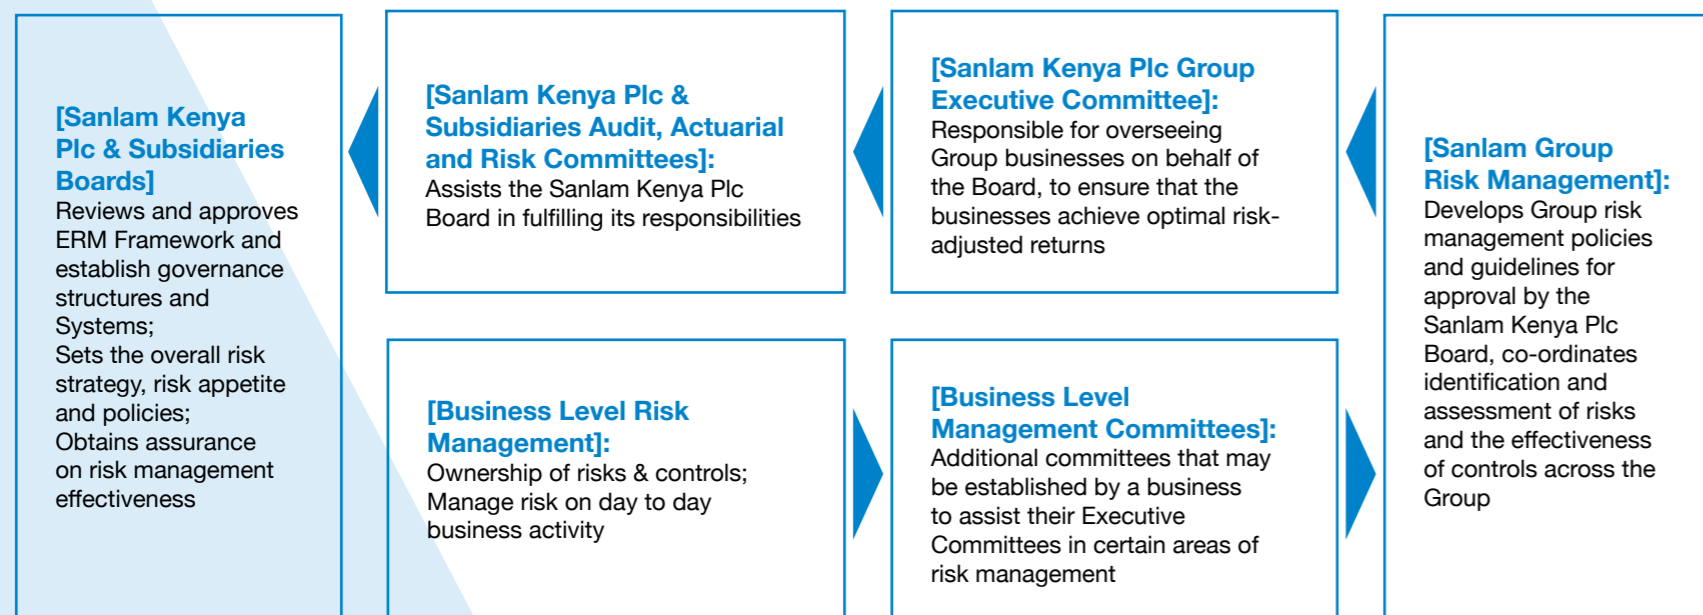 [Sanlam Kenya
Plc & Subsidiaries
Boards]
Reviews and approves
ERM Framework and
establish governance
structures and
Systems;
Sets the overall risk
strategy, risk appetite
and policies;
Obtains assurance
on risk management
effectiveness
[Sanlam Kenya Plc &
Subsidiaries Audit, Actuarial
and Risk Committees]:
Assists the Sanlam Kenya Plc
Board in fulfilling its responsibilities
[Sanlam Kenya Plc Group
Executive Committee]:
Responsible for overseeing
Group businesses on behalf of
the Board, to ensure that the
businesses achieve optimal risk-
adjusted returns
[Business Level Risk
Management]:
Ownership of risks & controls;
Manage risk on day to day
business activity
[Business Level
Management Committees]:
Additional committees that may
be established by a business
to assist their Executive
Committees in certain areas of
risk management
[Sanlam Group
Risk Management]:
Develops Group risk
management policies
and guidelines for
approval by the
Sanlam Kenya Plc
Board, co-ordinates
identification and
assessment of risks
and the effectiveness
of controls across the
Group